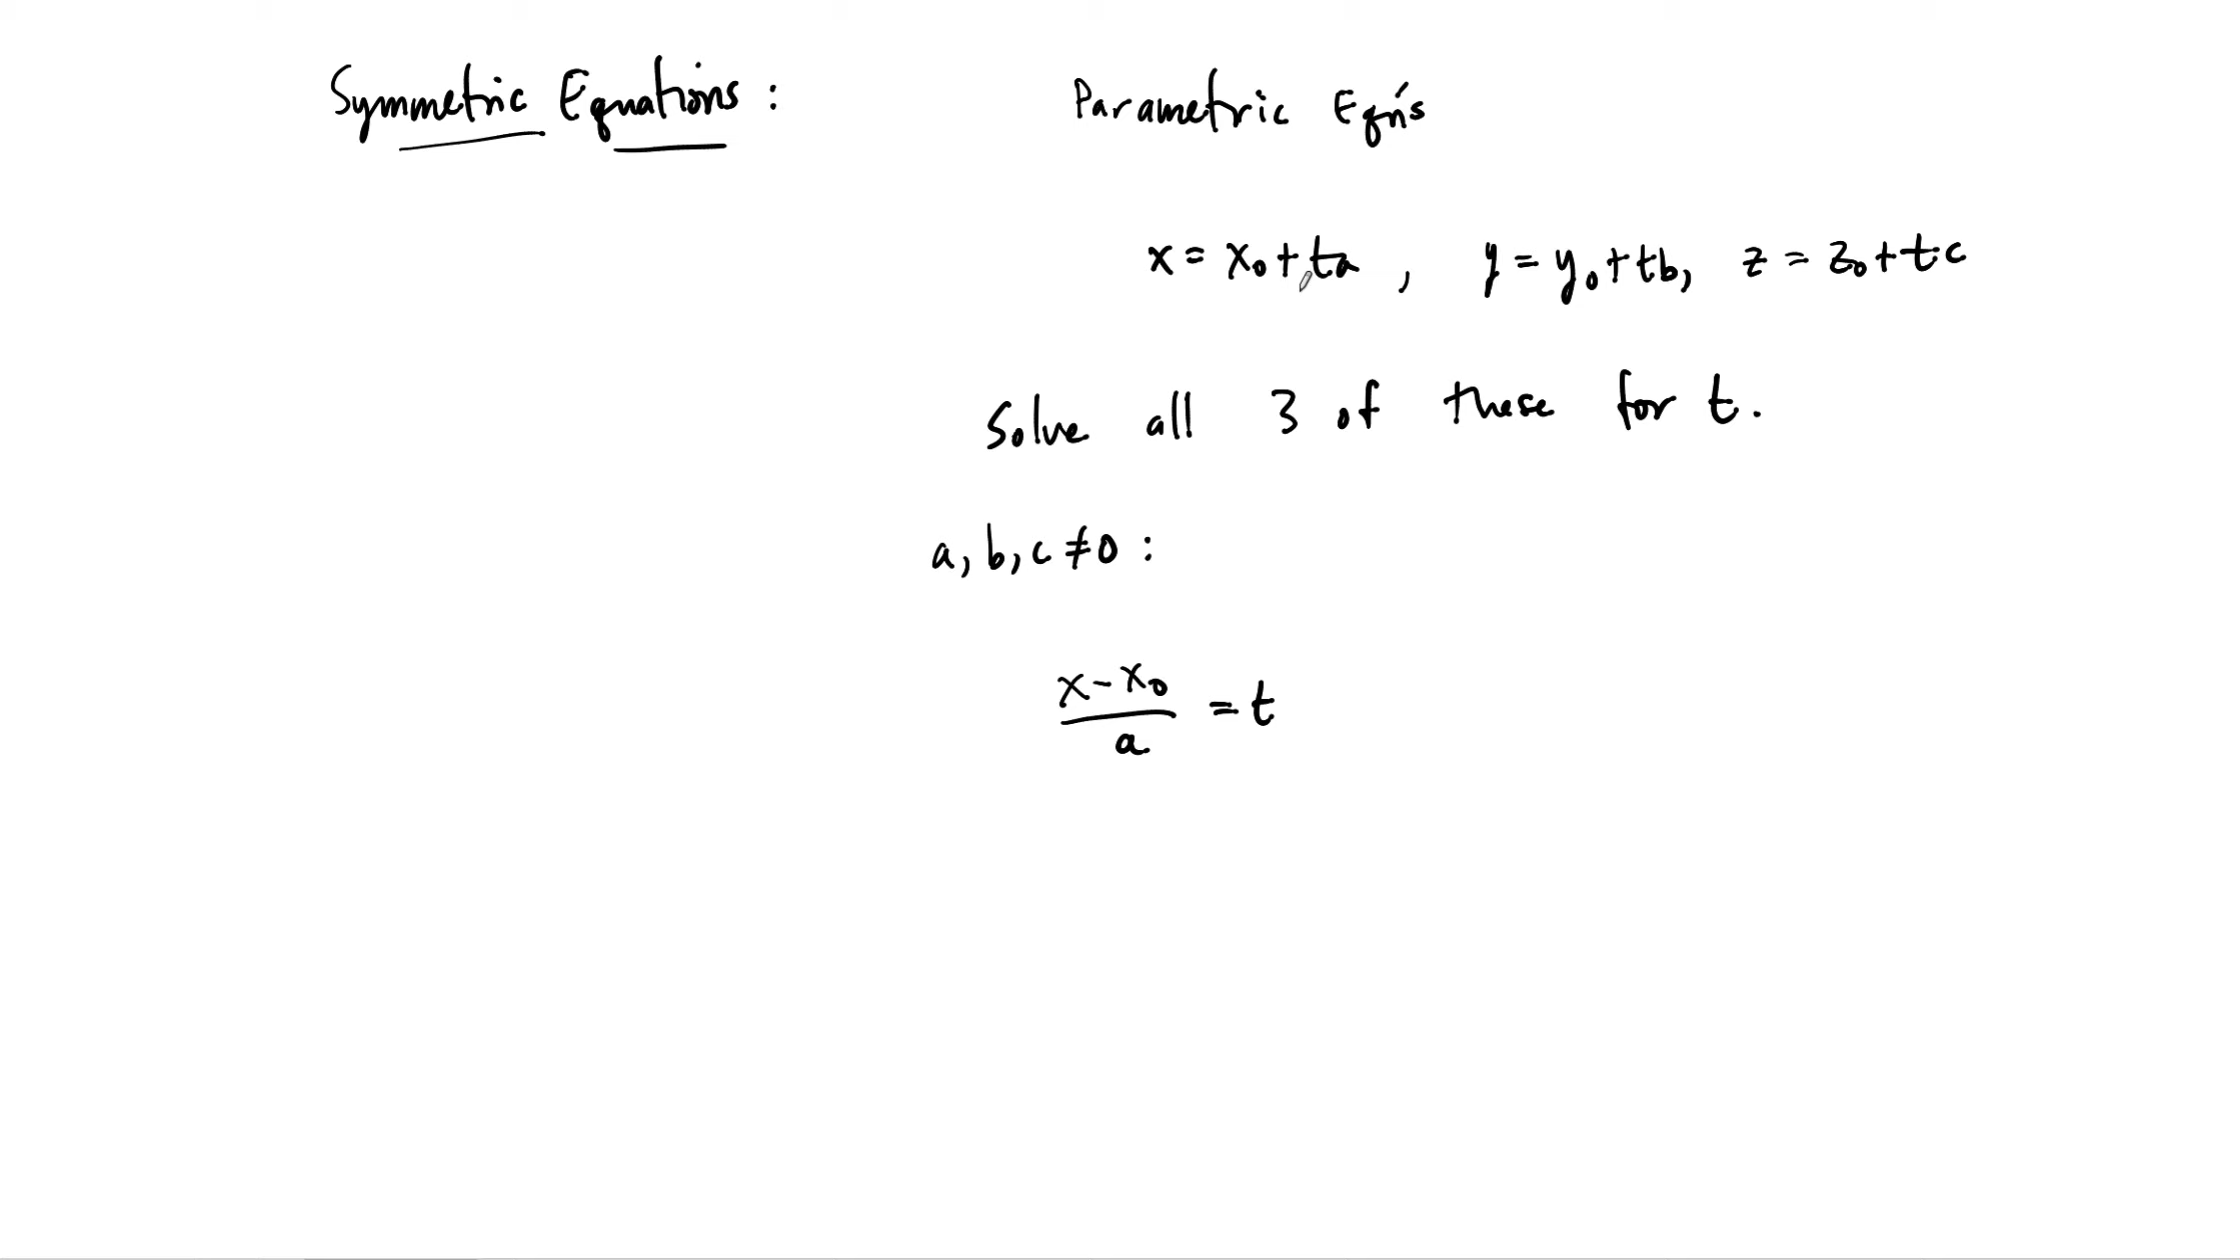 Symmetric Equations : Parametric Eqn's
x = x₀ + ta , y = y₀ + tb, z = z₀ + tc
Solve all 3 of these for t.
a, b, c ≠ 0 :
x - x₀
/ a = t